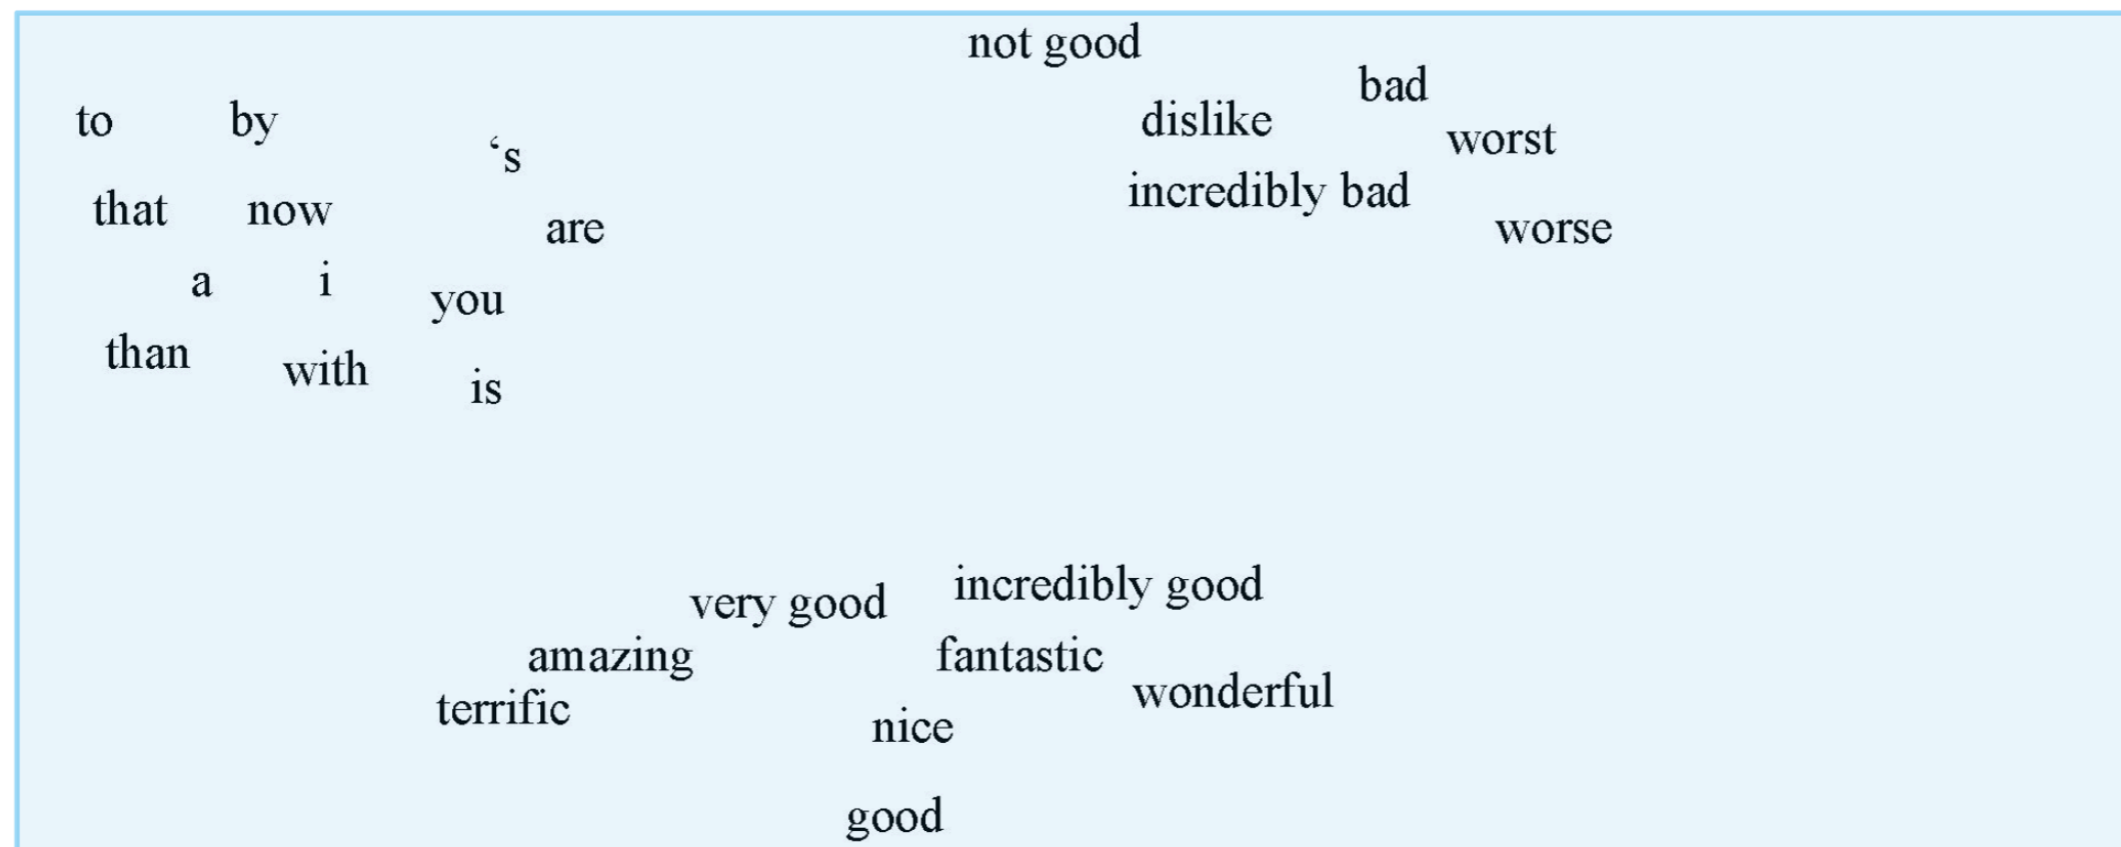 not good
bad
to by dislike
's worst
that now incredibly bad
are worse
a i you
than with is
very good incredibly good
amazing fantastic
terrific wonderful
nice
good